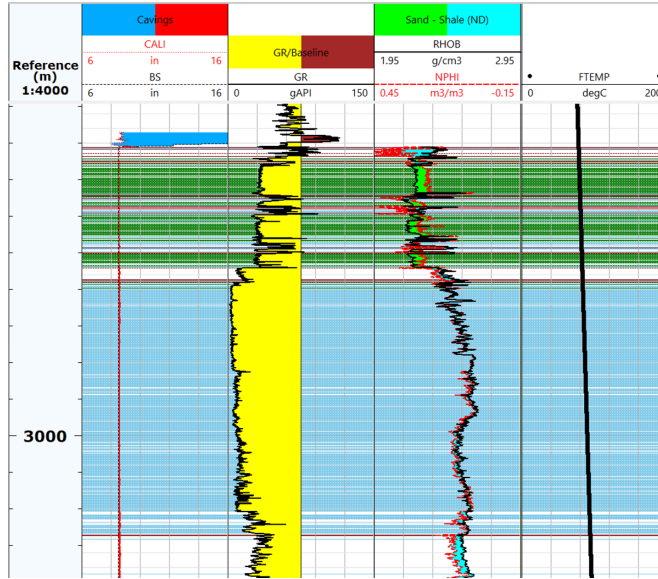 Cavings
Sand - Shale (ND)
Reference
(m)
1:4000
CALI
6 in 16
BS
6 in 16
GR/Baseline
GR
0 gAPI 150
RHOB
1.95 g/cm3 2.95
NPHI
0.45 m3/m3 -0.15
FTEMP
0 degC 200
3000